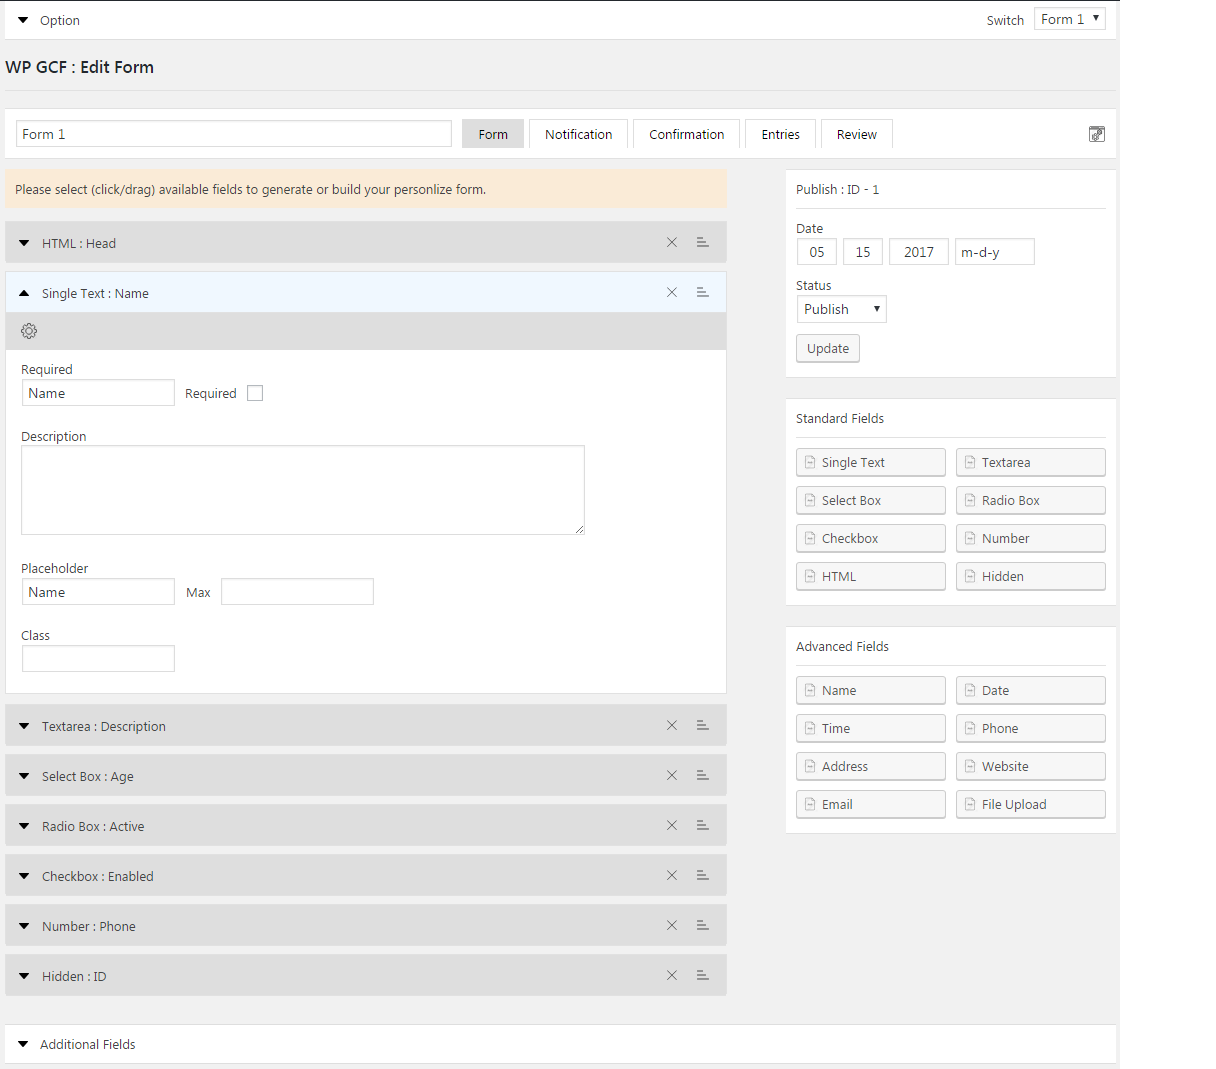 Option
Switch Form 1
WP GCF : Edit Form
Form 1 Form Notification Confirmation Entries Review
Please select (click/drag) available fields to generate or build your personlize form.
HTML : Head
Single Text : Name
Required
Name Required
Description
Placeholder
Name Max
Class
Textarea : Description
Select Box : Age
Radio Box : Active
Checkbox : Enabled
Number : Phone
Hidden : ID
Additional Fields
Publish : ID - 1
Date
05 15 2017 m-d-y
Status
Publish
Update
Standard Fields
Single Text Textarea
Select Box Radio Box
Checkbox Number
HTML Hidden
Advanced Fields
Name Date
Time Phone
Address Website
Email File Upload